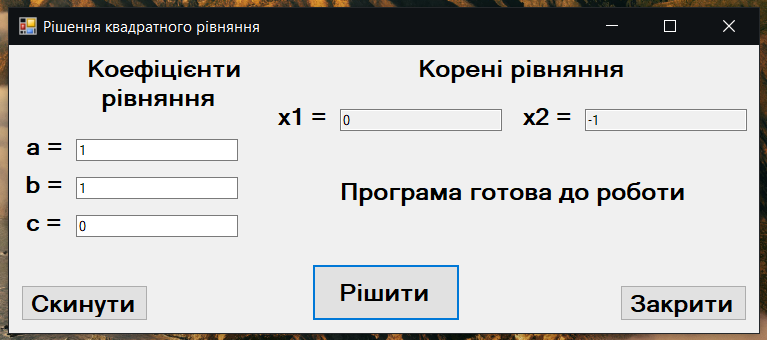 Рішення квадратного рівняння
Коефіцієнти
рівняння
a = 1
b = 1
c = 0
Корені рівняння
x1 = 0
x2 = -1
Програма готова до роботи
Скинути
Рішити
Закрити